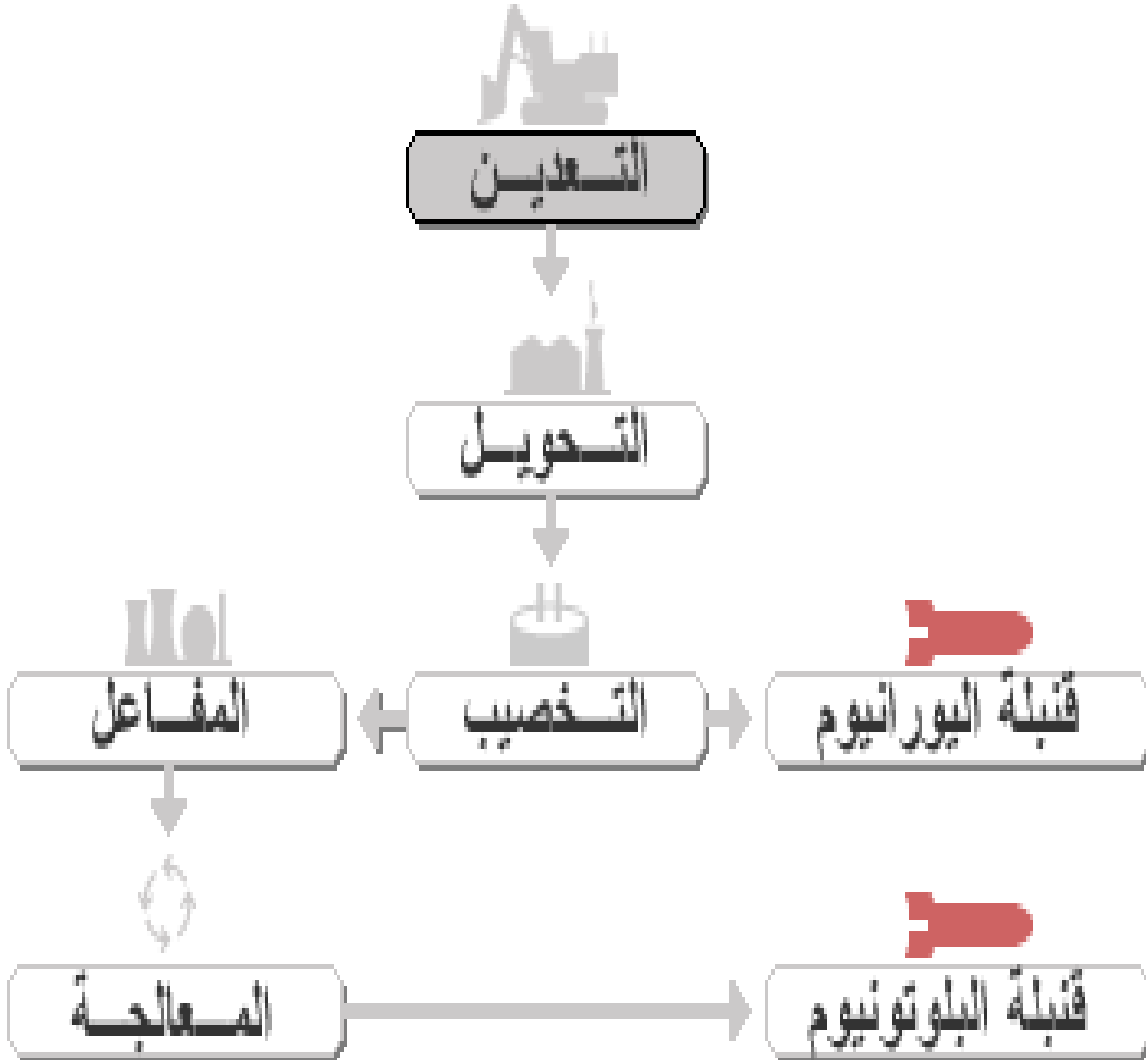 التعدين
التحويل
المفاعل
التخصيب
قنبلة اليورانيوم
المعالجة
قنبلة البلوتونيوم